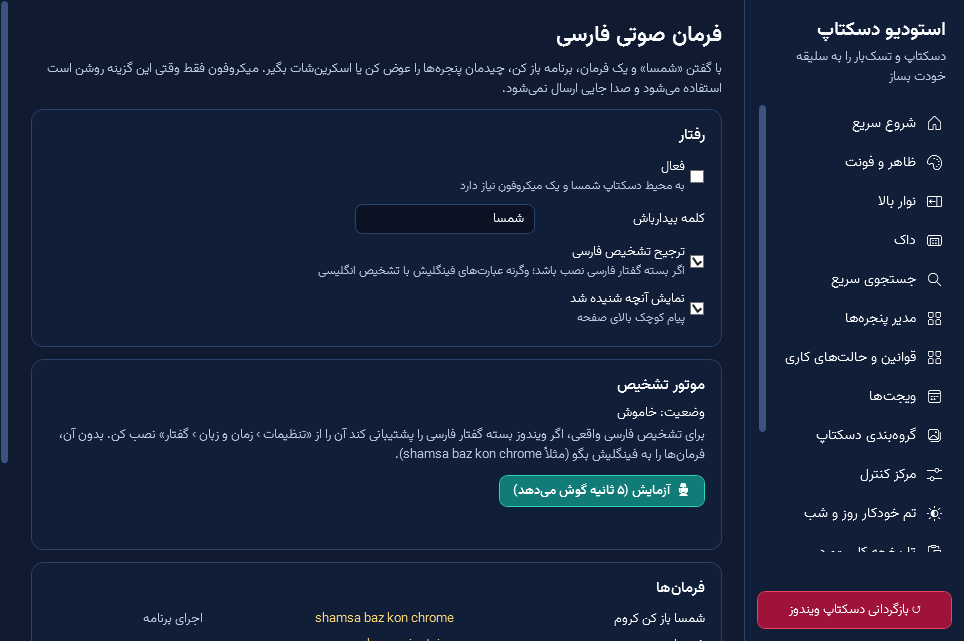 استودیو دسکتاپ
دسکتاپ و تسک‌بار را به سلیقه
خودت بساز
شروع سریع
ظاهر و فونت
نوار بالا
داک
جستجوی سریع
مدیر پنجره‌ها
قوانین و حالت‌های کاری
ویجت‌ها
گروه‌بندی دسکتاپ
مرکز کنترل
تم خودکار روز و شب
↺ بازگردانی دسکتاپ ویندوز
فرمان صوتی فارسی
با گفتن «شمسا» و یک فرمان، برنامه باز کن، چیدمان پنجره‌ها را عوض کن یا اسکرین‌شات بگیر. میکروفون فقط وقتی این گزینه روشن است
استفاده می‌شود و صدا جایی ارسال نمی‌شود.
رفتار
فعال
به محیط دسکتاپ شمسا و یک میکروفون نیاز دارد
کلمه بیدارباش
شمسا
ترجیح تشخیص فارسی
اگر بسته گفتار فارسی نصب باشد؛ وگرنه عبارت‌های فینگلیش با تشخیص انگلیسی
نمایش آنچه شنیده شد
پیام کوچک بالای صفحه
موتور تشخیص
وضعیت: خاموش
برای تشخیص فارسی واقعی، اگر ویندوز بسته گفتار فارسی را پشتیبانی کند آن را از «تنظیمات › زمان و زبان › گفتار» نصب کن. بدون آن،
فرمان‌ها را به فینگلیش بگو (مثلاً shamsa baz kon chrome).
آزمایش (۵ ثانیه گوش می‌دهد)
فرمان‌ها
شمسا باز کن کروم shamsa baz kon chrome اجرای برنامه